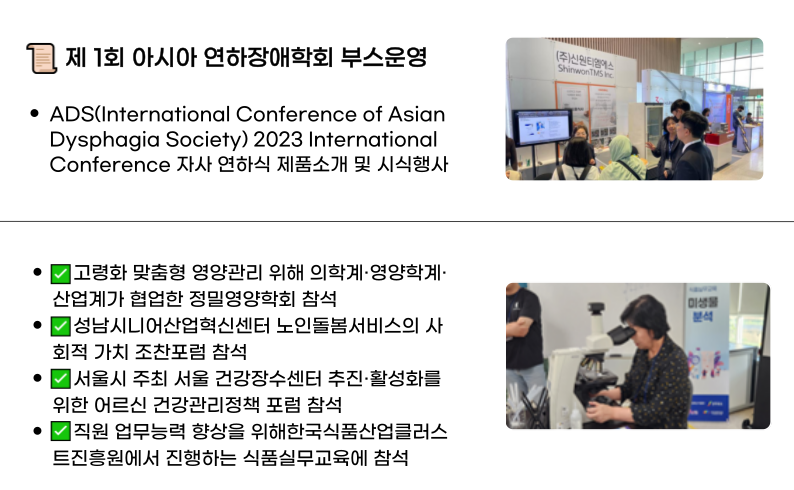 제 1회 아시아 연하장애학회 부스운영
ADS(International Conference of Asian
Dysphagia Society) 2023 International
Conference 자사 연하식 제품소개 및 시식행사
(주)신원티엠에스
ShinwonTMS Inc.
고령화 맞춤형 영양관리 위해 의학계·영양학계·
산업계가 협업한 정밀영양학회 참석
성남시니어산업혁신센터 노인돌봄서비스의 사
회적 가치 조찬포럼 참석
서울시 주최 서울 건강장수센터 추진·활성화를
위한 어르신 건강관리정책 포럼 참석
직원 업무능력 향상을 위해한국식품산업클러스
트진흥원에서 진행하는 식품실무교육에 참석
식품실무교육
미생물
분석